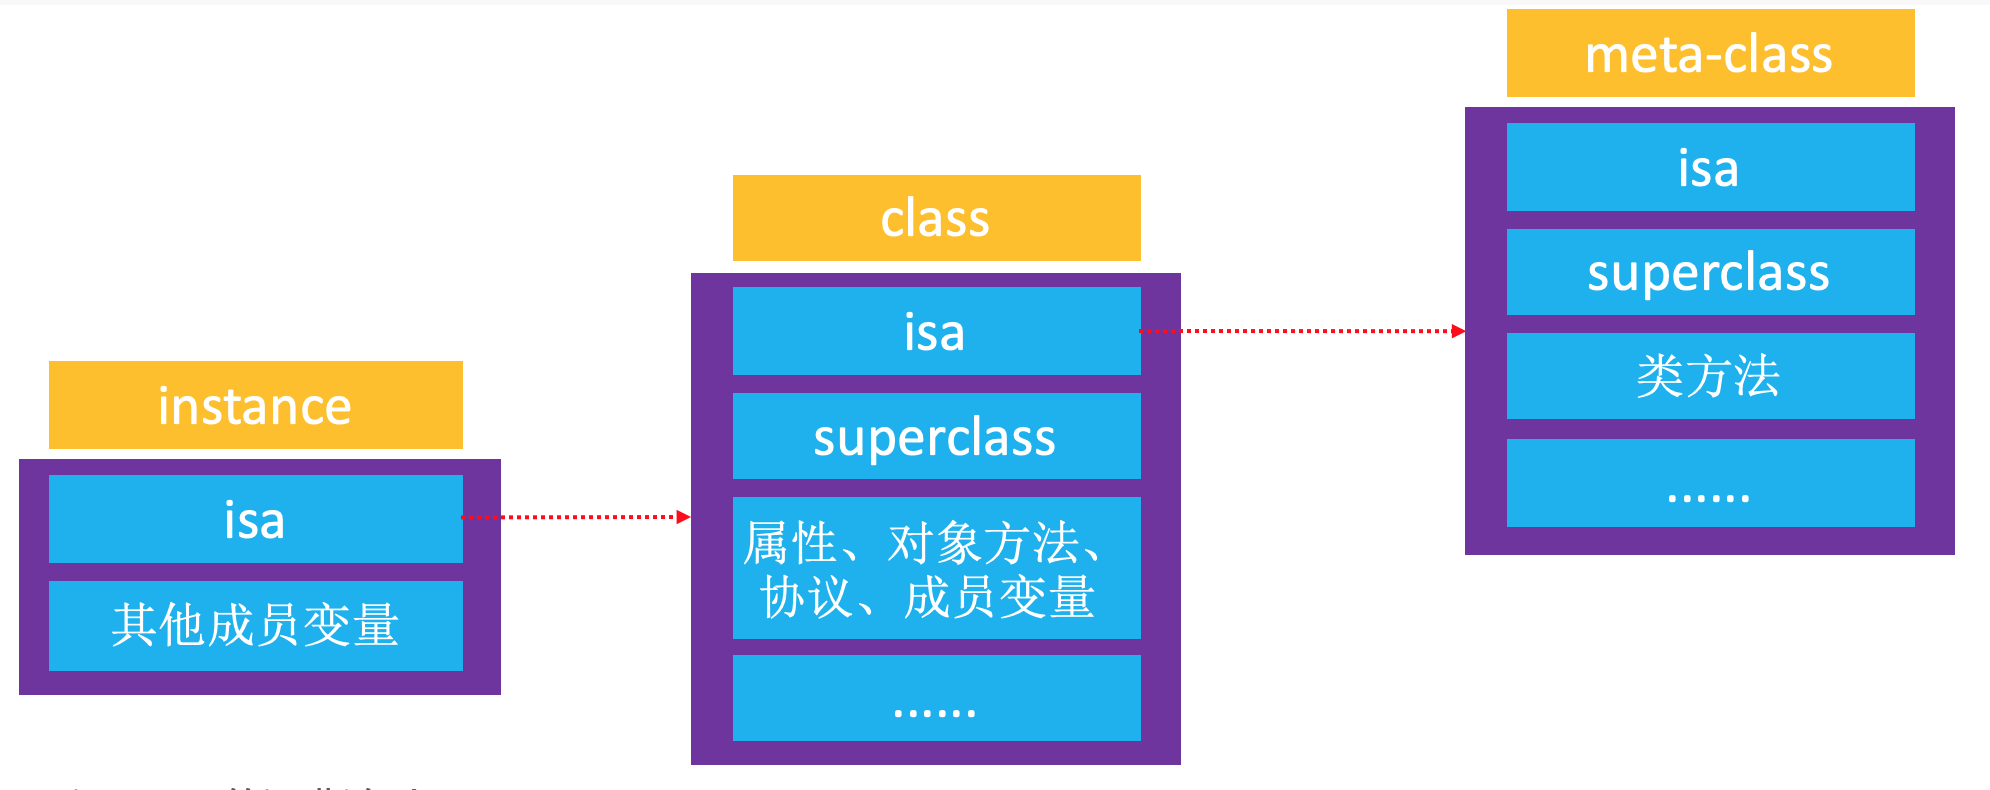 instance
isa
其他成员变量
class
isa
superclass
属性、对象方法、
协议、成员变量
......
meta-class
isa
superclass
类方法
......